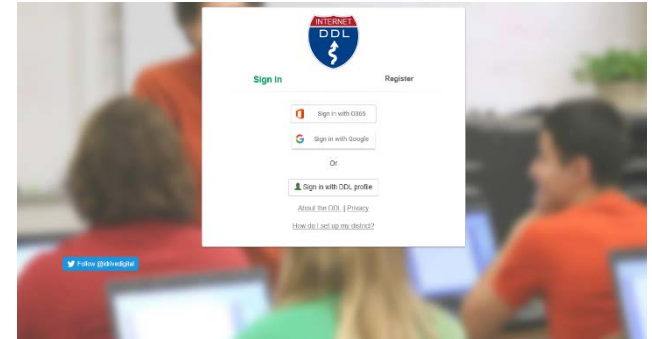 INTERNET
DDL
Sign In
Register
Sign in with O365
Sign in with Google
Or
Sign in with DDL profile
About the DDL | Privacy
How do I set up my district?
Follow @idrivedigital